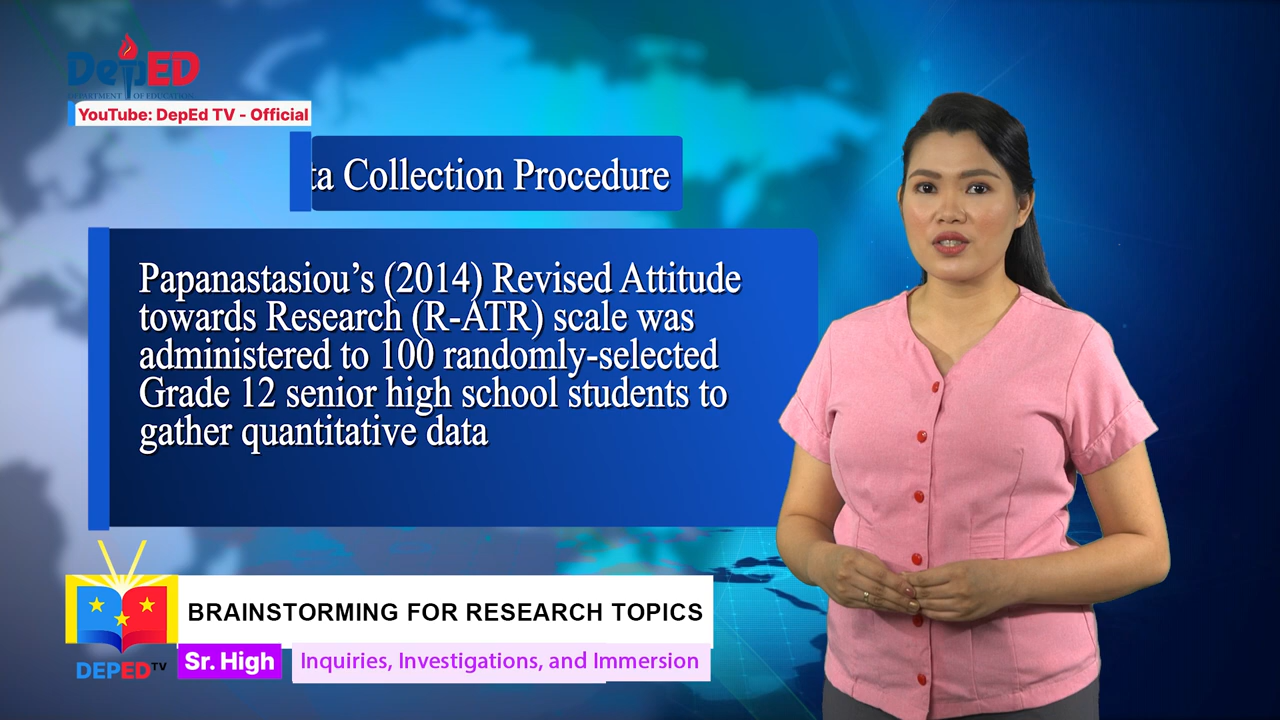 DepED
DEPARTMENT OF EDUCATION
YouTube: DepEd TV - Official
ta Collection Procedure
Papanastasiou’s (2014) Revised Attitude
towards Research (R-ATR) scale was
administered to 100 randomly-selected
Grade 12 senior high school students to
gather quantitative data
BRAINSTORMING FOR RESEARCH TOPICS
DEPED TV
Sr. High
Inquiries, Investigations, and Immersion